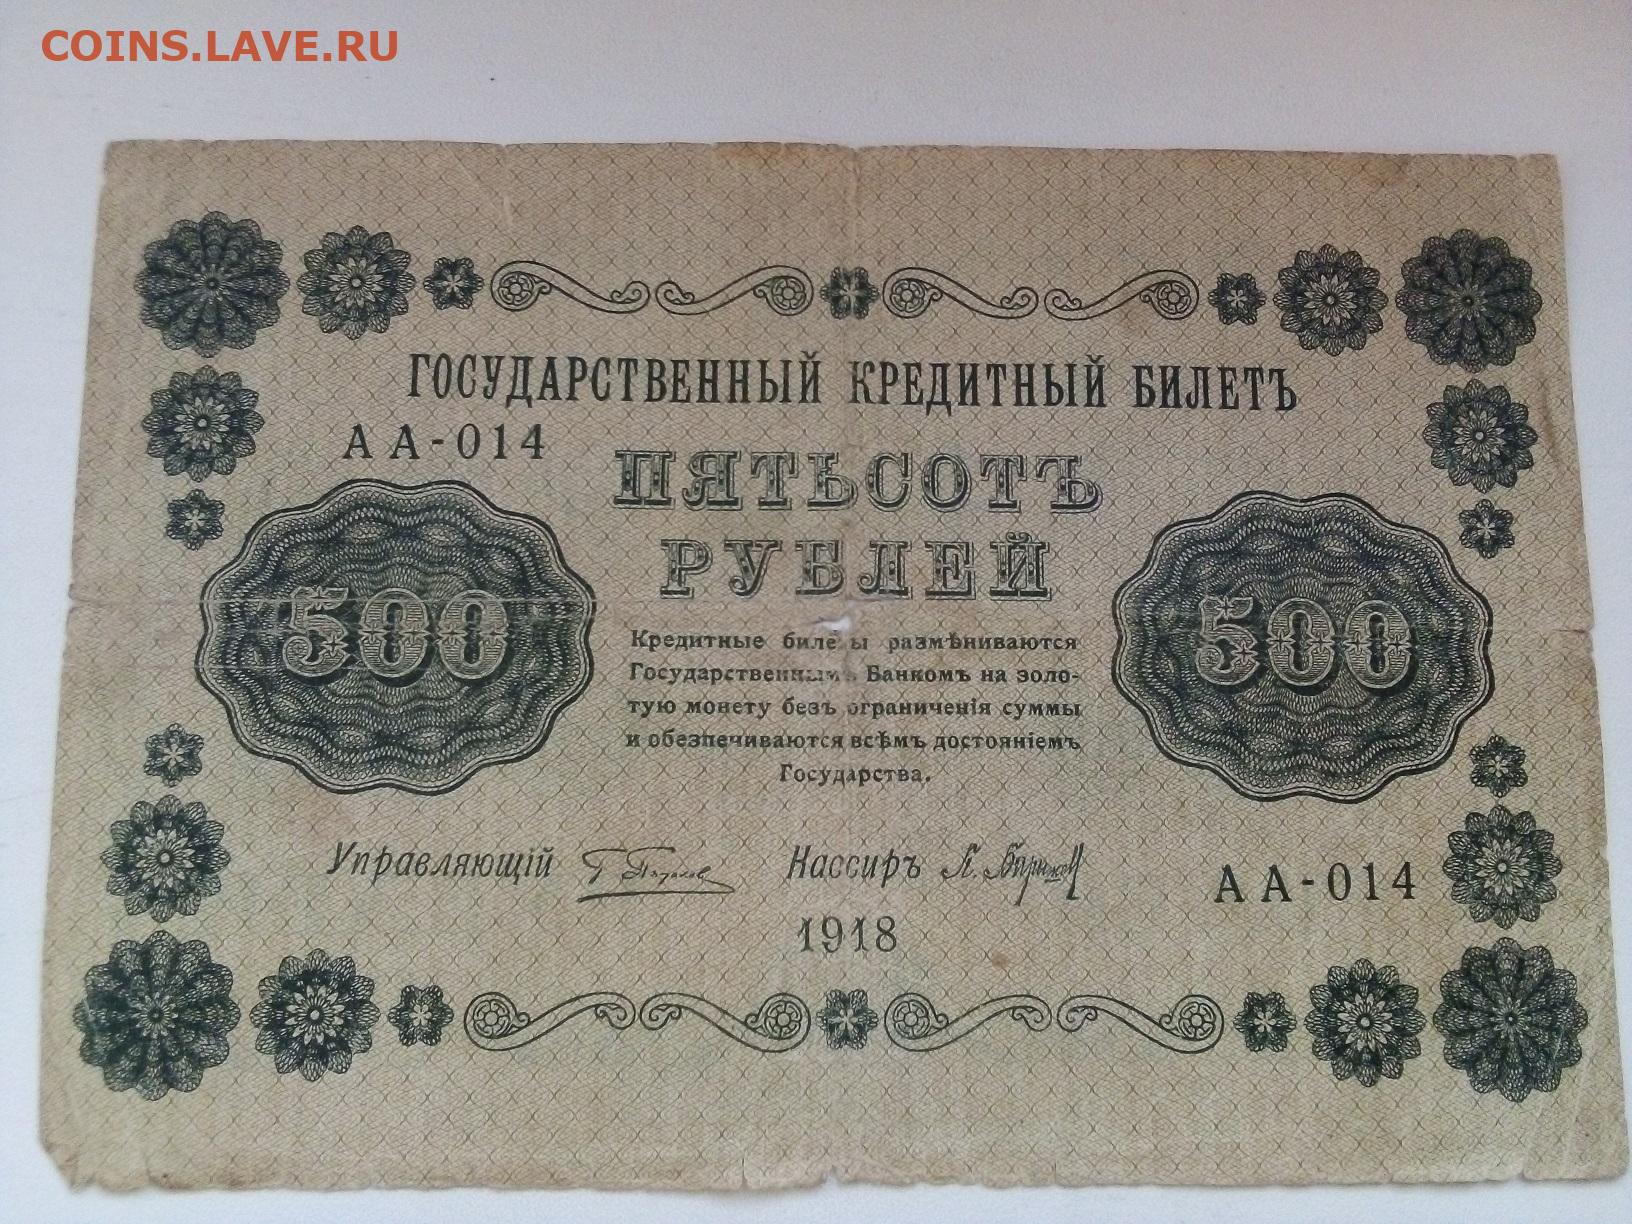 COINS.LAVE.RU
ГОСУДАРСТВЕННЫЙ КРЕДИТНЫЙ БИЛЕТЪ
АА-014
ПЯТЬСОТЪ
РУБЛЕЙ
500
500
Кредитные билеты размѣниваются
Государственнымъ Банкомъ на золо-
тую монету безъ ограниченія суммы
и обезпечиваются всѣмъ достояніемъ
Государства.
Управляющій
Кассиръ
АА-014
1918